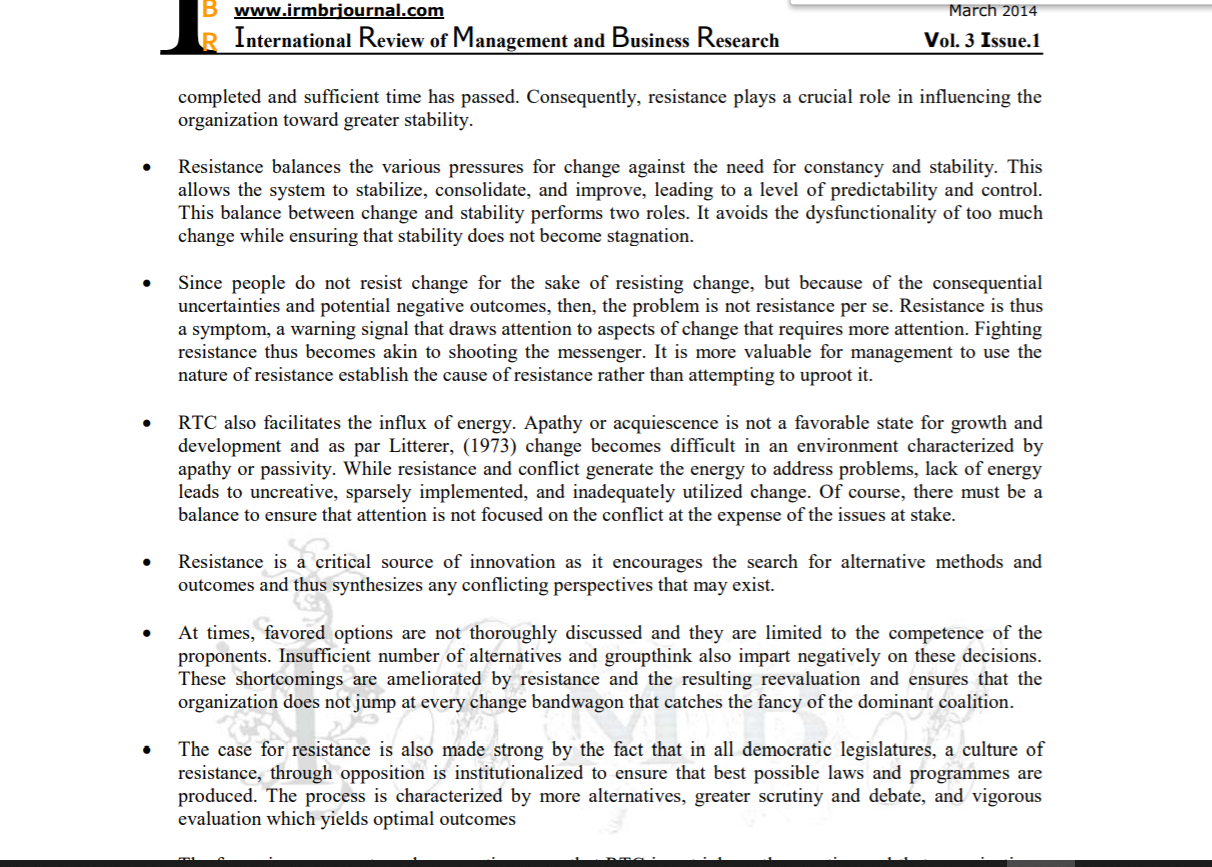 B www.irmbrjournal.com March 2014
R International Review of Management and Business Research Vol. 3 Issue.1
completed and sufficient time has passed. Consequently, resistance plays a crucial role in influencing the
organization toward greater stability.
• Resistance balances the various pressures for change against the need for constancy and stability. This
allows the system to stabilize, consolidate, and improve, leading to a level of predictability and control.
This balance between change and stability performs two roles. It avoids the dysfunctionality of too much
change while ensuring that stability does not become stagnation.
• Since people do not resist change for the sake of resisting change, but because of the consequential
uncertainties and potential negative outcomes, then, the problem is not resistance per se. Resistance is thus
a symptom, a warning signal that draws attention to aspects of change that requires more attention. Fighting
resistance thus becomes akin to shooting the messenger. It is more valuable for management to use the
nature of resistance establish the cause of resistance rather than attempting to uproot it.
• RTC also facilitates the influx of energy. Apathy or acquiescence is not a favorable state for growth and
development and as par Litterer, (1973) change becomes difficult in an environment characterized by
apathy or passivity. While resistance and conflict generate the energy to address problems, lack of energy
leads to uncreative, sparsely implemented, and inadequately utilized change. Of course, there must be a
balance to ensure that attention is not focused on the conflict at the expense of the issues at stake.
• Resistance is a critical source of innovation as it encourages the search for alternative methods and
outcomes and thus synthesizes any conflicting perspectives that may exist.
• At times, favored options are not thoroughly discussed and they are limited to the competence of the
proponents. Insufficient number of alternatives and groupthink also impart negatively on these decisions.
These shortcomings are ameliorated by resistance and the resulting reevaluation and ensures that the
organization does not jump at every change bandwagon that catches the fancy of the dominant coalition.
• The case for resistance is also made strong by the fact that in all democratic legislatures, a culture of
resistance, through opposition is institutionalized to ensure that best possible laws and programmes are
produced. The process is characterized by more alternatives, greater scrutiny and debate, and vigorous
evaluation which yields optimal outcomes